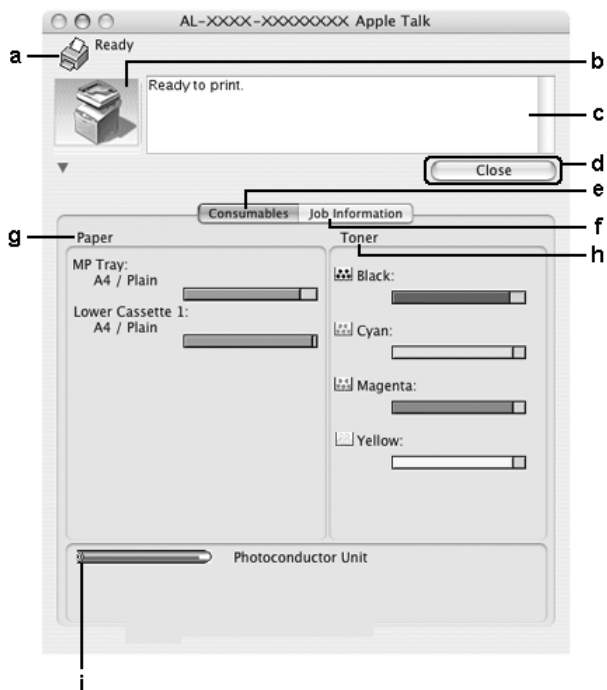 AL-XXXX-XXXXXXXX Apple Talk
a
Ready
b
Ready to print.
c
d
Close
e
Consumables
Job Information
f
g
Paper
Toner
h
MP Tray:
A4 / Plain
Black:
Lower Cassette 1:
A4 / Plain
Cyan:
Magenta:
Yellow:
Photoconductor Unit
i